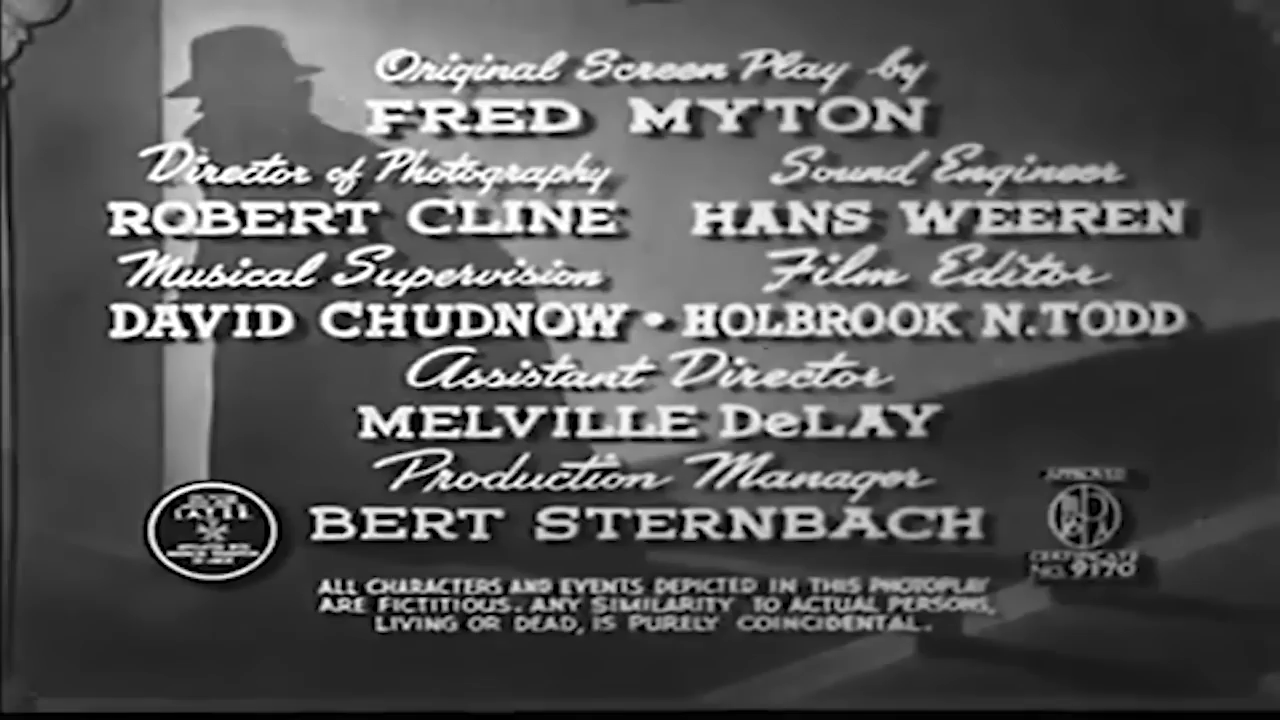 Original Screen Play by
FRED MYTON
Director of Photography
ROBERT CLINE
Sound Engineer
HANS WEEREN
Musical Supervision
DAVID CHUDNOW •
Film Editor
HOLBROOK N. TODD
Assistant Director
MELVILLE DeLAY
Production Manager
BERT STERNBACH
APPROVED
CERTIFICATE
NO. 9170
ALL CHARACTERS AND EVENTS DEPICTED IN THIS PHOTOPLAY
ARE FICTITIOUS. ANY SIMILARITY TO ACTUAL PERSONS,
LIVING OR DEAD, IS PURELY COINCIDENTAL.